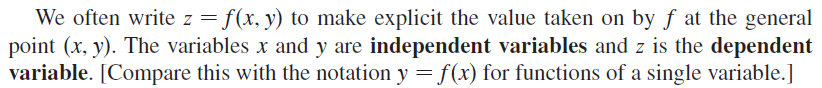 We often write z = f(x, y) to make explicit the value taken on by f at the general
point (x, y). The variables x and y are independent variables and z is the dependent
variable. [Compare this with the notation y = f(x) for functions of a single variable.]